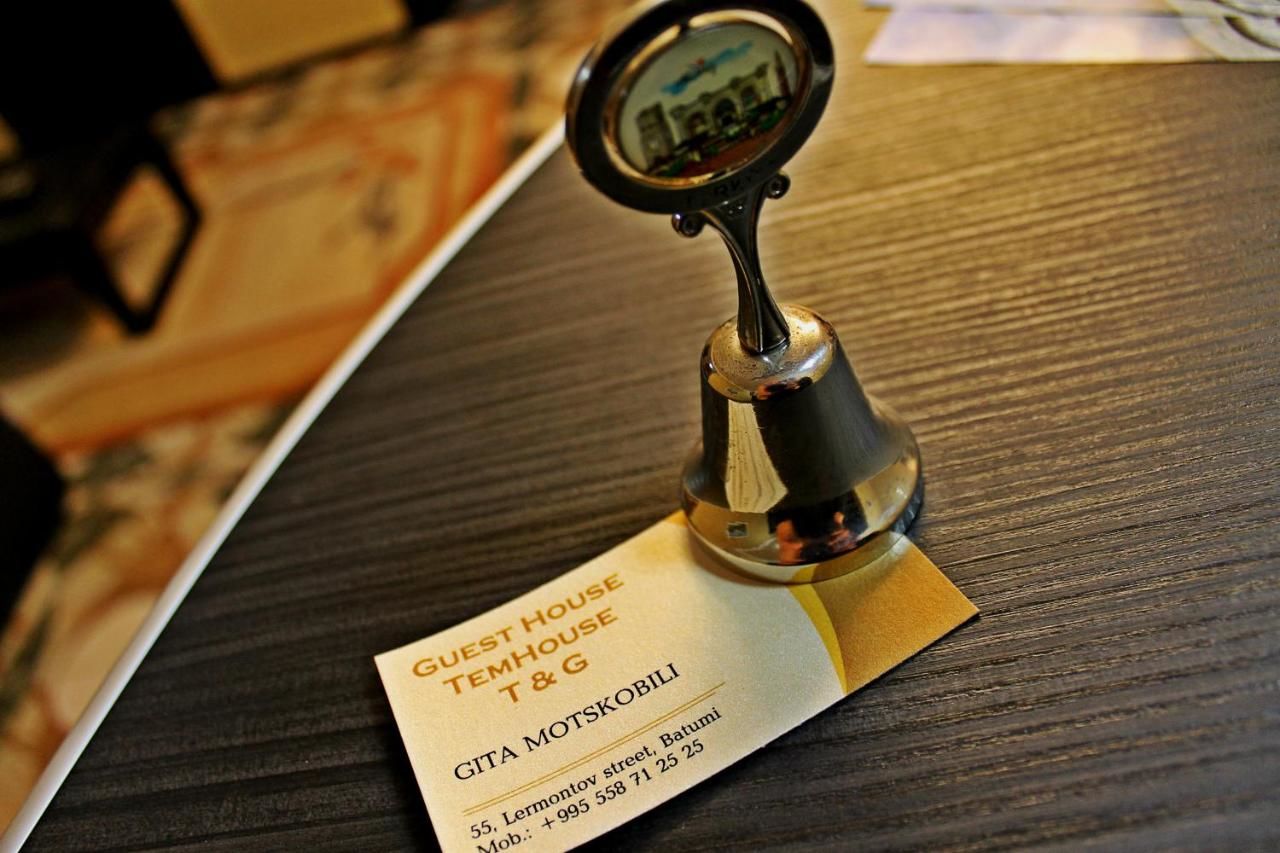 GUEST HOUSE
TEMHOUSE
T & G
GITA MOTSKOBILI
55, Lermontov street, Batumi
Mob.: +995 558 71 25 25